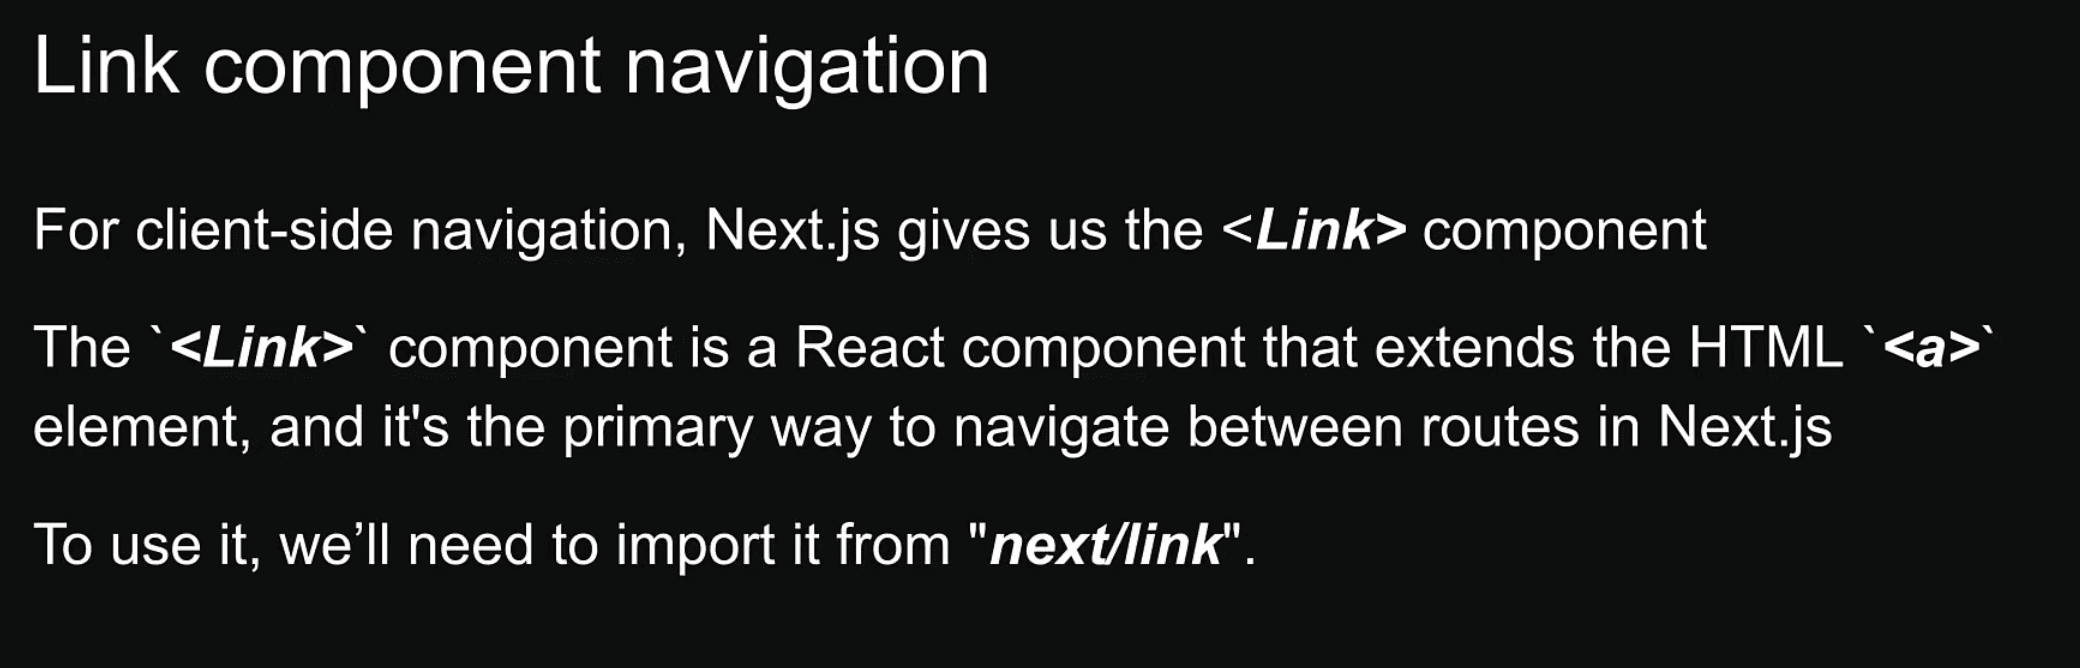 Link component navigation
For client-side navigation, Next.js gives us the <Link> component
The `<Link>` component is a React component that extends the HTML `<a>`
element, and it's the primary way to navigate between routes in Next.js
To use it, we’ll need to import it from "next/link".